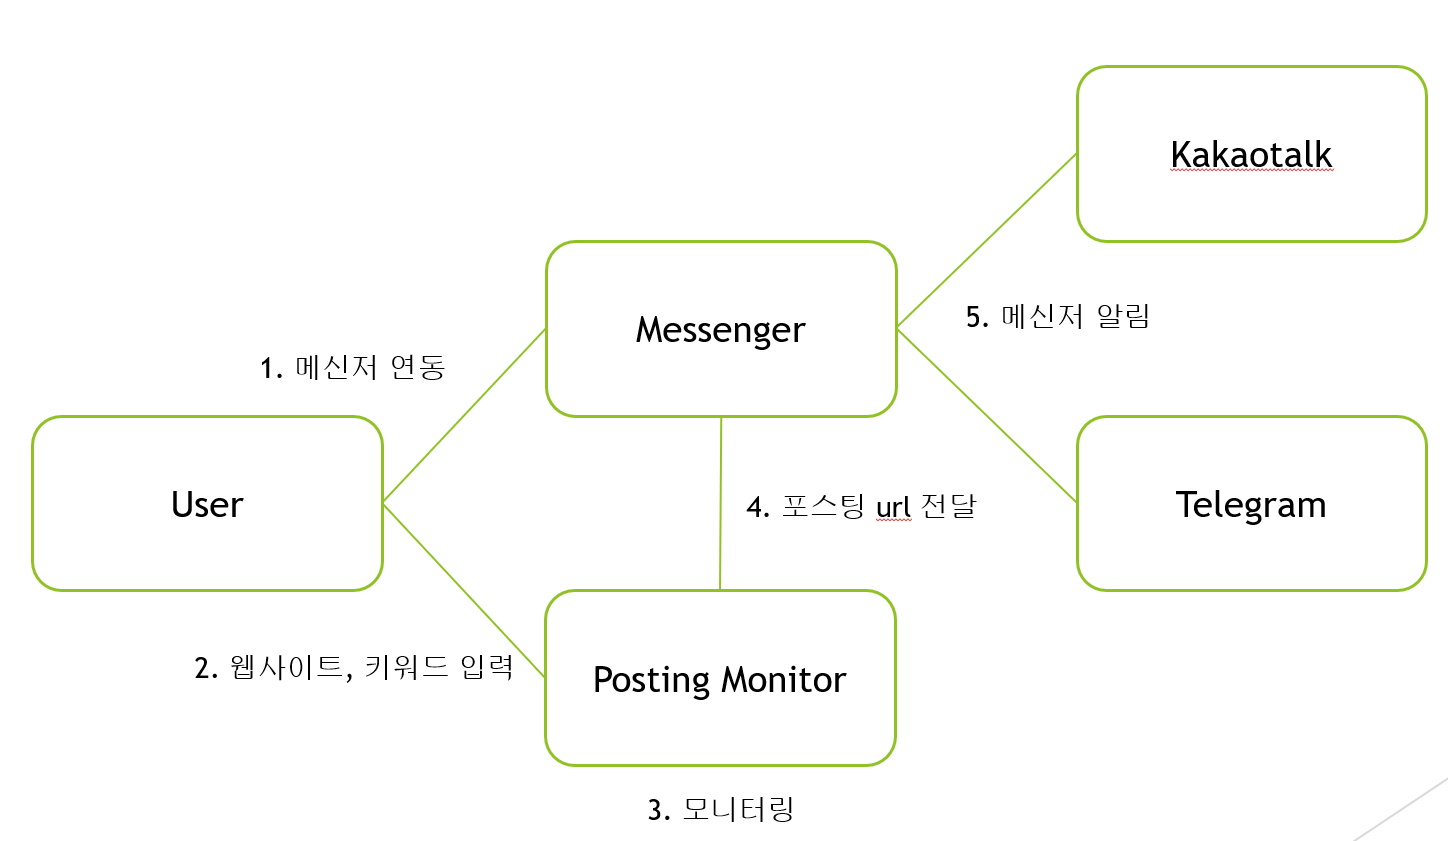 Kakaotalk
Messenger
5. 메신저 알림
1. 메신저 연동
User
4. 포스팅 url 전달
Telegram
2. 웹사이트, 키워드 입력
Posting Monitor
3. 모니터링